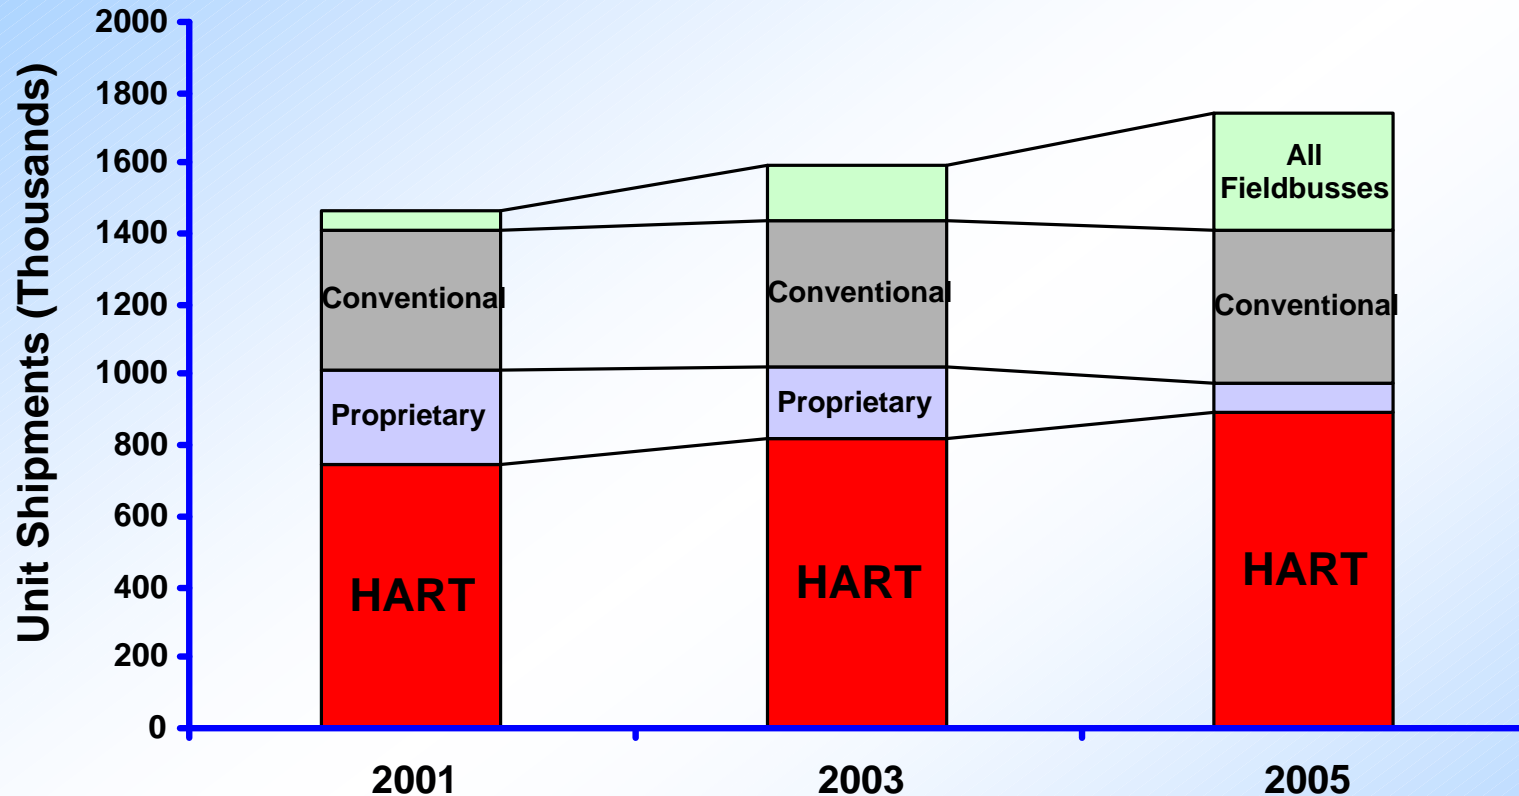 Unit Shipments (Thousands)
2000
1800
1600
1400
1200
1000
800
600
400
200
0
Conventional
Proprietary
HART
Conventional
Proprietary
HART
All
Fieldbusses
Conventional
HART
2001
2003
2005